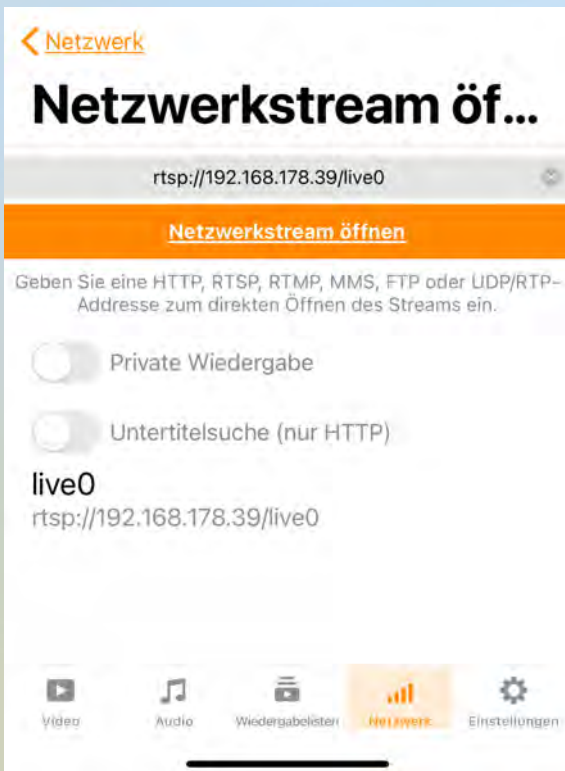 Netzwerk
Netzwerkstream öf...
rtsp://192.168.178.39/live0
Netzwerkstream öffnen
Geben Sie eine HTTP, RTSP, RTMP, MMS, FTP oder UDP/RTP-
Addresse zum direkten Öffnen des Streams ein.
Private Wiedergabe
Untertitelsuche (nur HTTP)
live0
rtsp://192.168.178.39/live0
Video Audio Wiedergabelisten Netzwerk Einstellungen